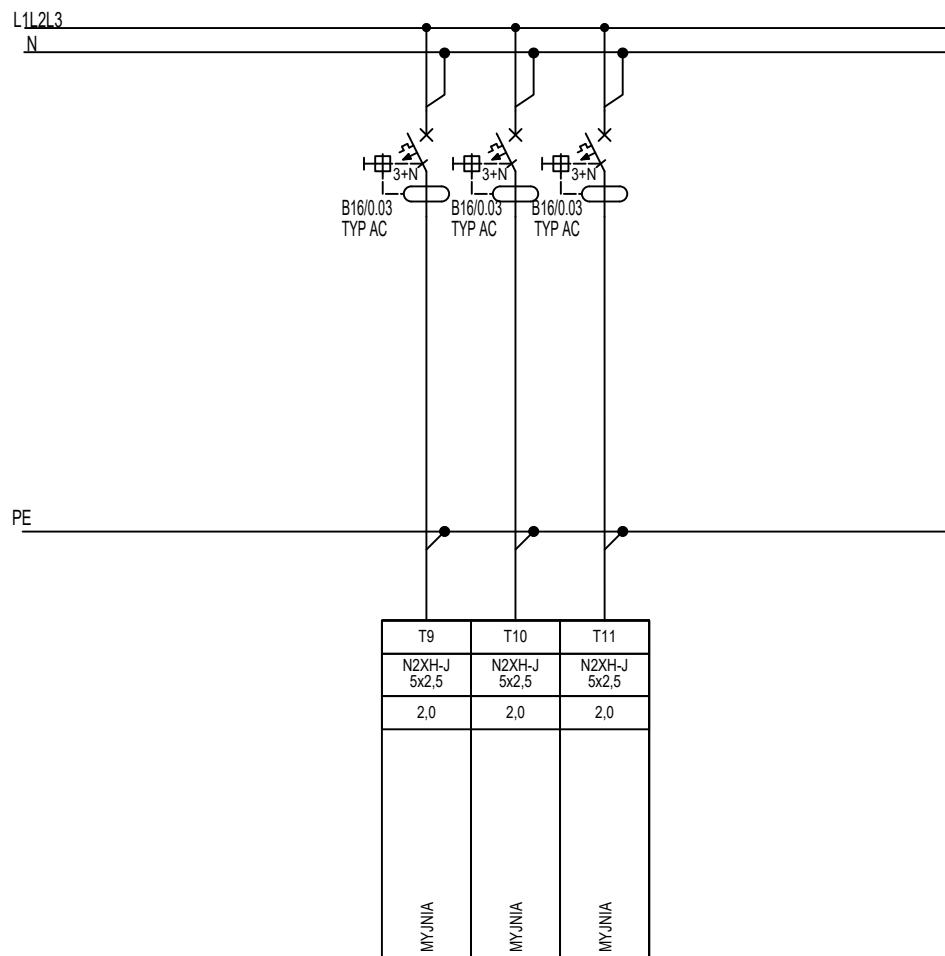 L1L2L3
N
3+N
3+N
3+N
B16/0.03
TYP AC
B16/0.03
TYP AC
B16/0.03
TYP AC
PE
T9
T10
T11
N2XH-J
5x2,5
N2XH-J
5x2,5
N2XH-J
5x2,5
2,0
2,0
2,0
MYJNIA
MYJNIA
MYJNIA